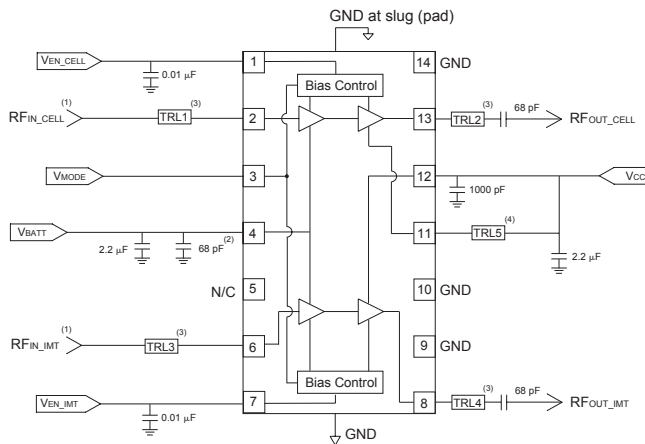 GND at slug (pad)
VEN_CELL
0.01 µF
1
Bias Control
14
GND
RFIN_CELL
(1)
TRL1
(3)
2
13
TRL2
(3)
68 pF
RFOUT_CELL
VMODE
3
12
1000 pF
VCC
VBATT
2.2 µF
68 pF
(2)
4
11
TRL5
(4)
2.2 µF
N/C
5
10
GND
9
GND
RFIN_IMT
(1)
TRL3
(3)
6
VEN_IMT
0.01 µF
7
Bias Control
8
TRL4
(3)
68 pF
RFOUT_IMT
GND